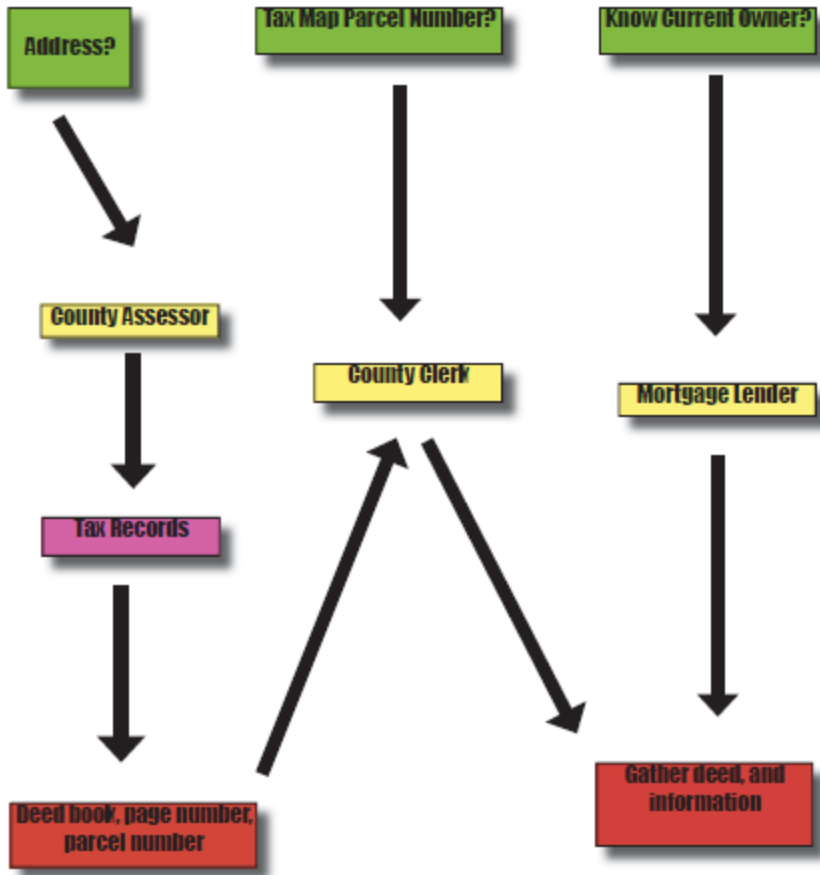 Address?
Tax Map Parcel Number?
Know Current Owner?
County Assessor
County Clerk
Mortgage Lender
Tax Records
Deed book, page number,
parcel number
Gather deed, and
information